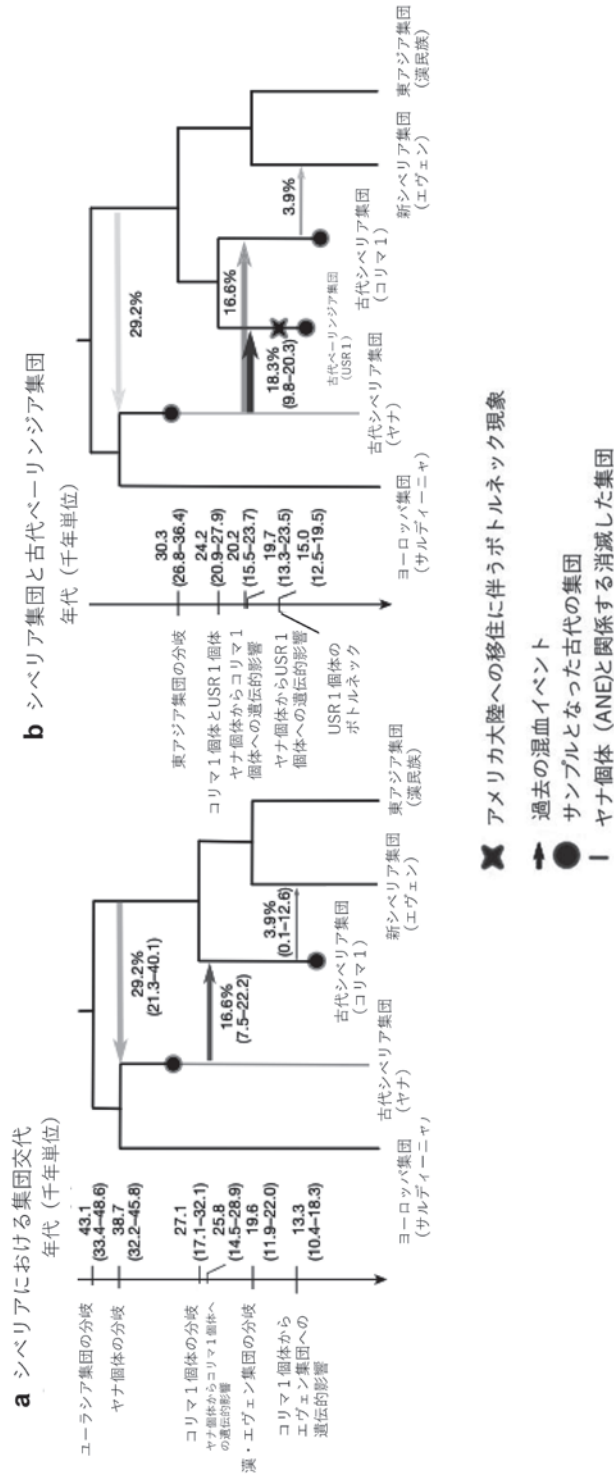 a シベリアにおける集団交代
年代（千年単位）
ユーラシア集団の分岐
43.1
(33.4–48.6)
ヤナ個体の分岐
38.7
(32.2–45.8)
コリマ1個体の分岐
27.1
(17.1–32.1)
ヤナ個体からコリマ1個体へ
の遺伝的影響
25.8
(14.5–28.9)
漢・エヴェン集団の分岐
19.6
(11.9–22.0)
コリマ1個体から
エヴェン集団への
遺伝的影響
13.3
(10.4–18.3)
29.2%
(21.3–40.1)
16.6%
(7.5–22.2)
3.9%
(0.1–12.6)
ヨーロッパ集団
(サルディーニャ)
古代シベリア集団
(ヤナ)
古代シベリア集団
(コリマ1)
新シベリア集団
(エヴェン)
東アジア集団
(漢民族)
b シベリア集団と古代ベーリンジア集団
年代（千年単位）
東アジア集団の分岐
30.3
(26.8–36.4)
コリマ1個体とUSR1個体
24.2
(20.9–27.9)
ヤナ個体からコリマ1
個体への遺伝的影響
20.2
(15.5–23.7)
ヤナ個体からUSR1
個体への遺伝的影響
19.7
(13.3–23.5)
USR1個体の
ボトルネック
15.0
(12.5–19.5)
29.2%
16.6%
18.3%
(9.8–20.3)
3.9%
ヨーロッパ集団
(サルディーニャ)
古代シベリア集団
(ヤナ)
古代ベーリンジア集団
(USR1)
古代シベリア集団
(コリマ1)
新シベリア集団
(エヴェン)
東アジア集団
(漢民族)
アメリカ大陸への移住に伴うボトルネック現象
過去の混血イベント
サンプルとなった古代の集団
ヤナ個体（ANE)と関係する消滅した集団